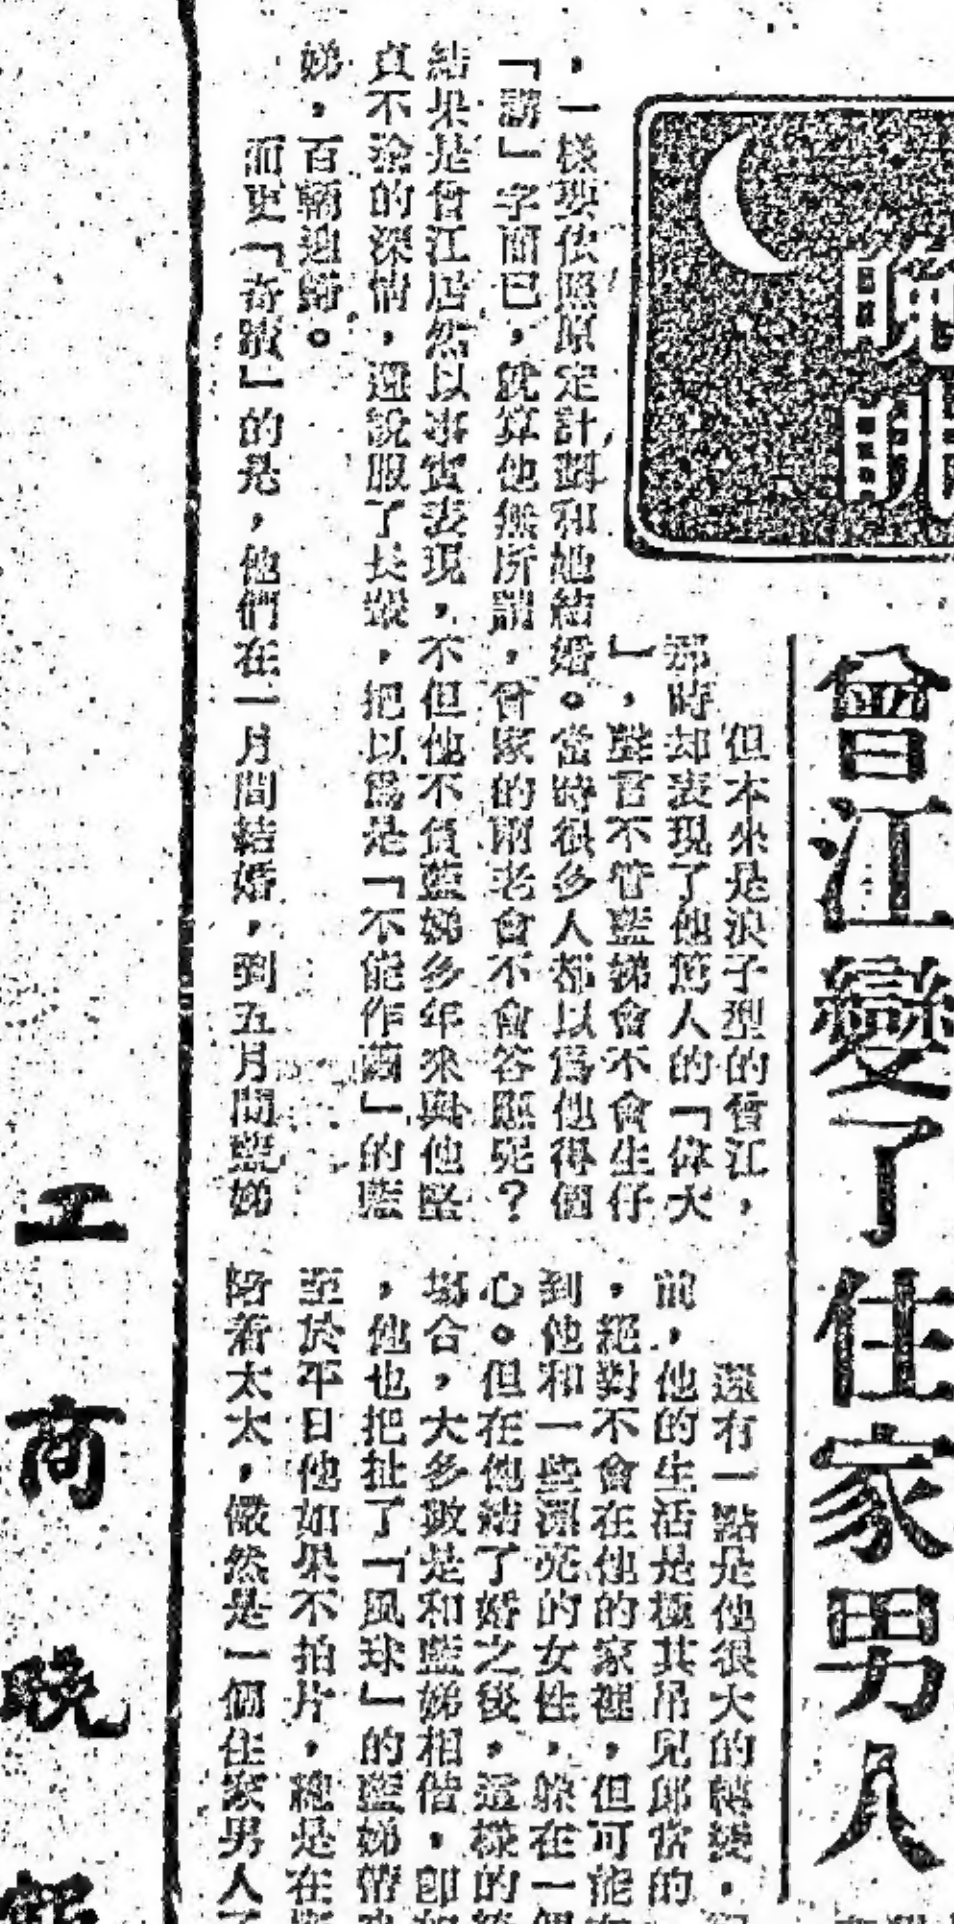 晚
曾江變了住家男人
但本來是浪子型的曾江，
那時却表現了他爲人的「偉大
」，聲言不管藍娣會不會生仔
，一樣要依照原定計劃和她結婚。當時很多人都以爲他得個
「講」字而已，就算他無所謂，曾家的兩老會不會答應呢？
結果是曾江居然以事實表現，不但他不負藍娣多年來與他堅
貞不渝的深情，還說服了長輩，把以爲是「不能作繭」的藍
娣，百輛迎歸。
而更「奇蹟」的是，他們在一月間結婚，到五月間藍娣
還有一點是他很大的轉變，
前，他的生活是極其吊兒郎當的
，絕對不會在他的家裡，但可能
到他和一些漂亮的女性，躲在一個
心。但在他結了婚之後，這樣的
場合，大多數是和藍娣相偕，即
，他也把扯了「風球」的藍娣
至於平日他如果不拍片，總是在
陪着太太，儼然是一個住家男人了
工商晚